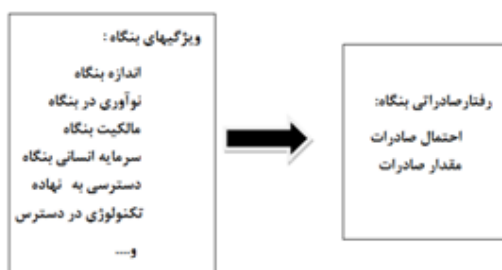 ویژگیهای بنگاه :
اندازه بنگاه
نوآوری در بنگاه
مالکیت بنگاه
سرمایه انسانی بنگاه
دسترسی به نهاده
تکنولوژی در دسترس
و....
رفتارصادراتی بنگاه:
احتمال صادرات
مقدار صادرات